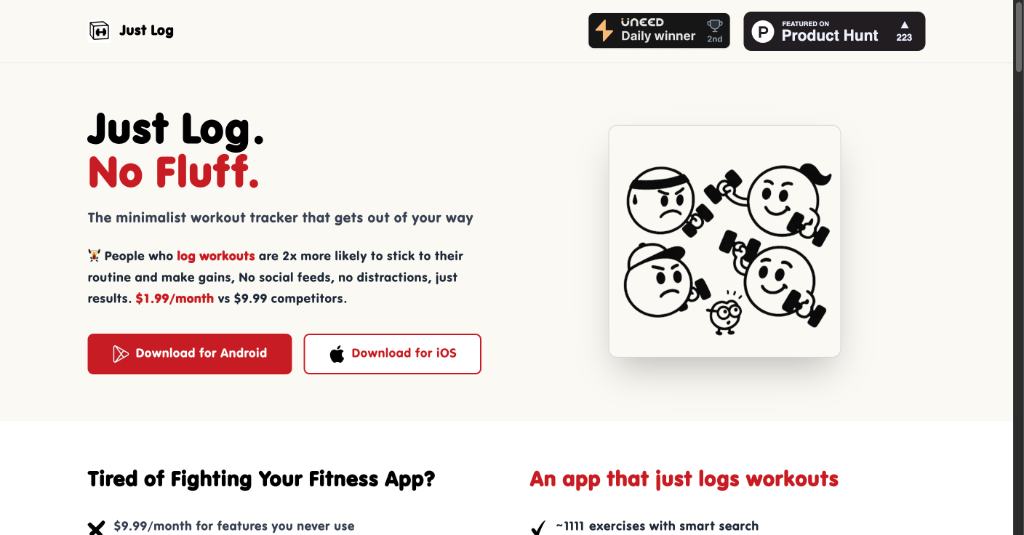 Just Log
UNEED
Daily winner
2nd
P
FEATURED ON
Product Hunt
223
Just Log.
No Fluff.
The minimalist workout tracker that gets out of your way
🏋️ People who log workouts are 2x more likely to stick to their
routine and make gains, No social feeds, no distractions, just
results. $1.99/month vs $9.99 competitors.
Download for Android
Download for iOS
Tired of Fighting Your Fitness App?
An app that just logs workouts
$9.99/month for features you never use
~1111 exercises with smart search